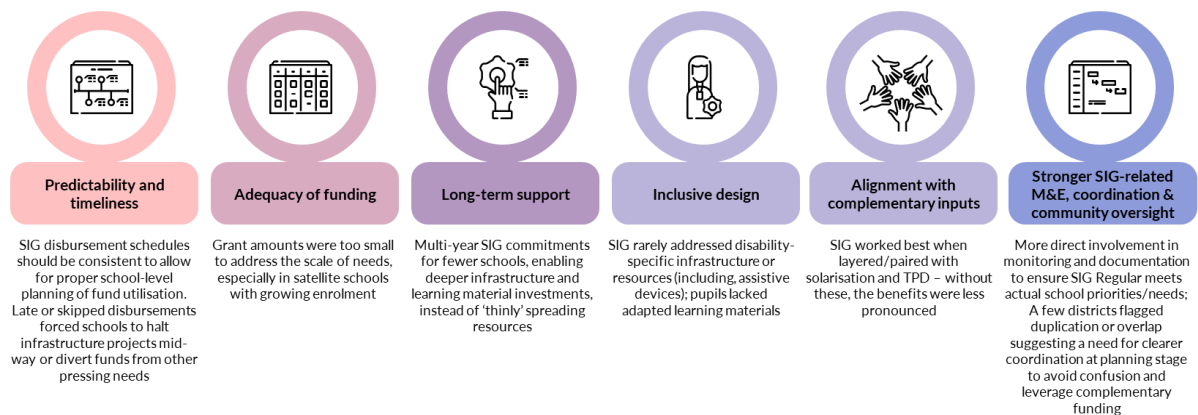 Predictability and
timeliness
SIG disbursement schedules
should be consistent to allow
for proper school-level
planning of fund utilisation.
Late or skipped disbursements
forced schools to halt
infrastructure projects mid-
way or divert funds from other
pressing needs
Adequacy of funding
Grant amounts were too small
to address the scale of needs,
especially in satellite schools
with growing enrolment
Long-term support
Multi-year SIG commitments
for fewer schools, enabling
deeper infrastructure and
learning material investments,
instead of ‘thinly’ spreading
resources
Inclusive design
SIG rarely addressed disability-
specific infrastructure or
resources (including, assistive
devices); pupils lacked
adapted learning materials
Alignment with
complementary inputs
SIG worked best when
layered/paired with
solarisation and TPD – without
these, the benefits were less
pronounced
Stronger SIG-related
M&E, coordination &
community oversight
More direct involvement in
monitoring and documentation
to ensure SIG Regular meets
actual school priorities/needs;
A few districts flagged
duplication or overlap
suggesting a need for clearer
coordination at planning stage
to avoid confusion and
leverage complementary
funding